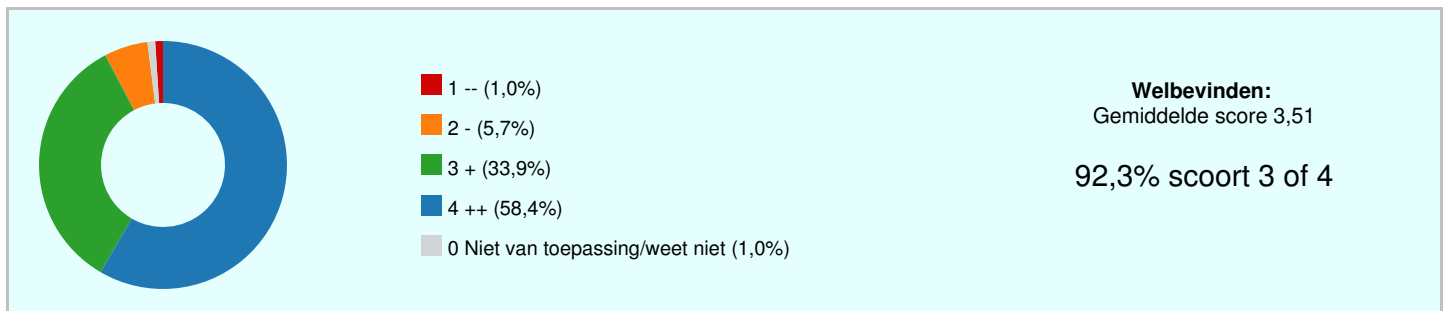 1 -- (1,0%)
2 - (5,7%)
3 + (33,9%)
4 ++ (58,4%)
0 Niet van toepassing/weet niet (1,0%)
Welbevinden:
Gemiddelde score 3,51
92,3% scoort 3 of 4